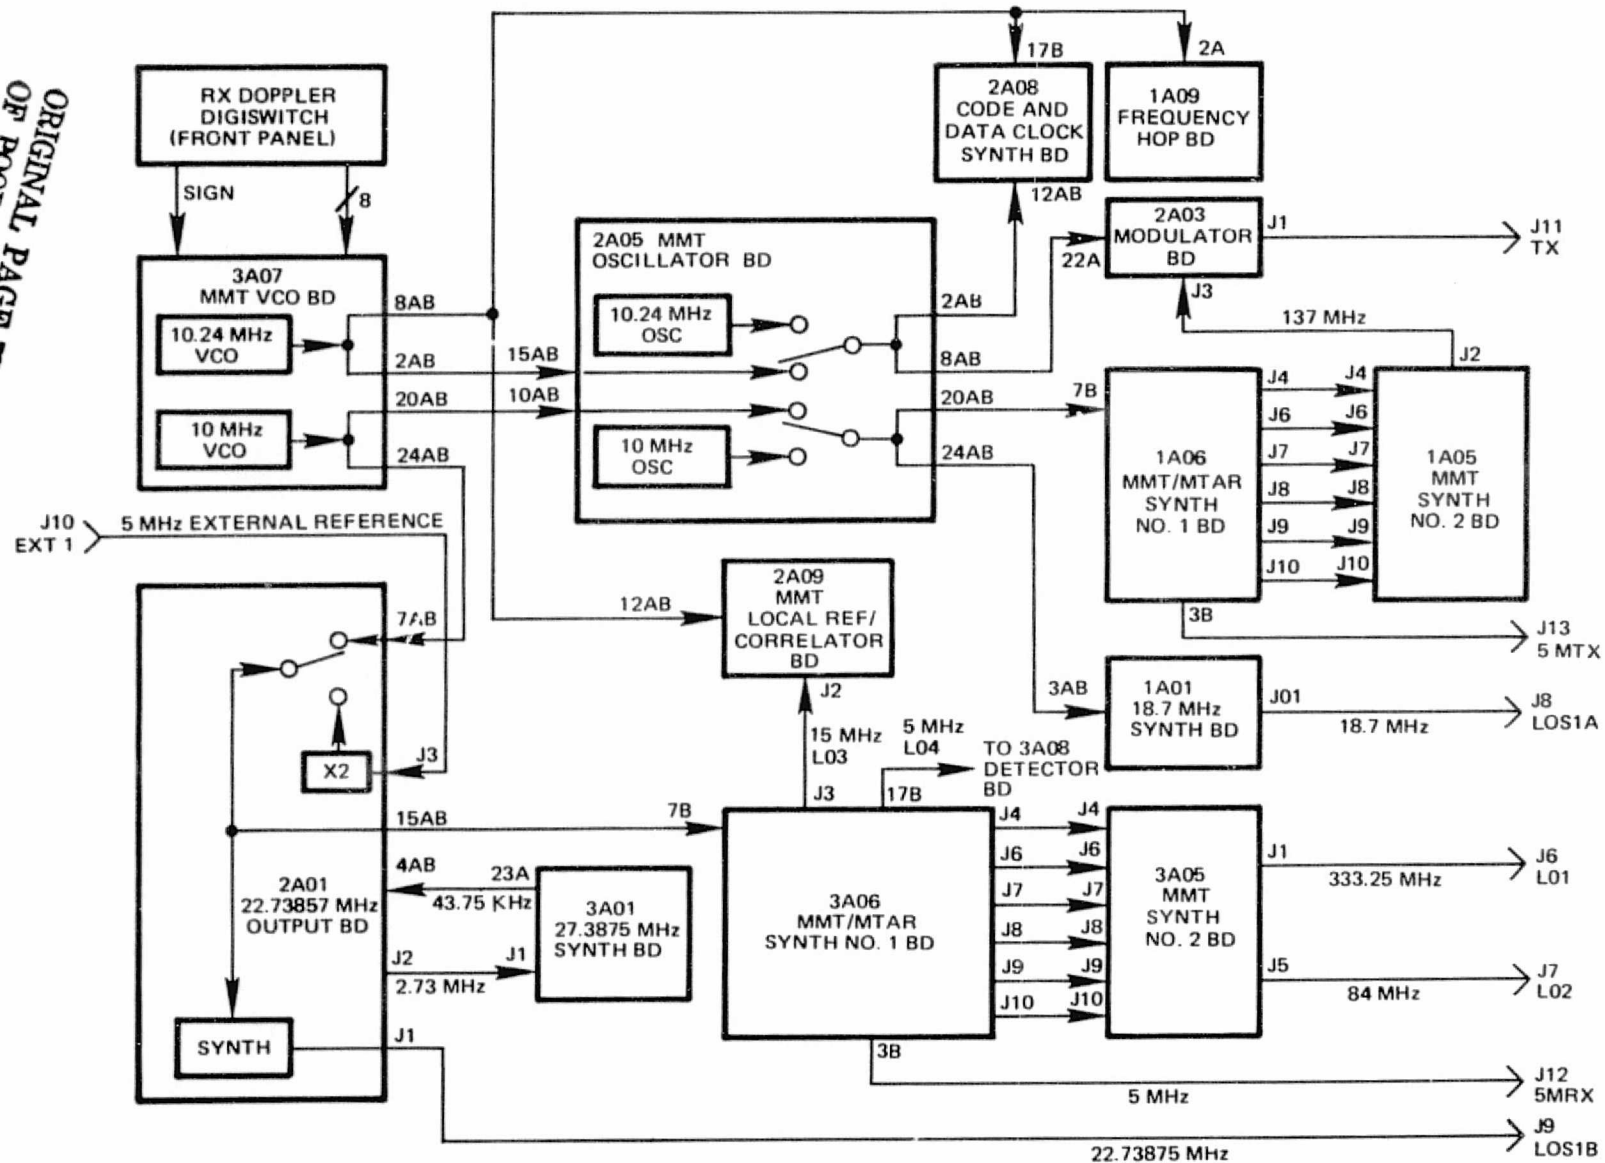 ORIGINAL PAGE
OF POOR
RX DOPPLER
DIGISWITCH
(FRONT PANEL)
SIGN
8
3A07
MMT VCO BD
10.24 MHz
VCO
10 MHz
VCO
8AB
2AB
20AB
24AB
15AB
10AB
2A05 MMT
OSCILLATOR BD
10.24 MHz
OSC
10 MHz
OSC
2AB
8AB
20AB
24AB
17B
2A08
CODE AND
DATA CLOCK
SYNTH BD
12AB
2A
1A09
FREQUENCY
HOP BD
22A
2A03
MODULATOR
BD
J1
J11
TX
J3
137 MHz
J2
7B
1A06
MMT/MTAR
SYNTH
NO. 1 BD
J4 J4
J6 J6
J7 J7
J8 J8
J9 J9
J10 J10
1A05
MMT
SYNTH
NO. 2 BD
3B
J13
5 MTX
J10
EXT 1
5 MHz EXTERNAL REFERENCE
7AB
J3
X2
15AB
4AB
2A01
22.73857 MHz
OUTPUT BD
J2
SYNTH
J1
23A
43.75 KHz
J1
2.73 MHz
3A01
27.3875 MHz
SYNTH BD
12AB
2A09
MMT
LOCAL REF/
CORRELATOR
BD
J2
15 MHz
L03
J3
5 MHz
L04
17B
TO 3A08
DETECTOR
BD
3AB
1A01
18.7 MHz
SYNTH BD
J01
18.7 MHz
J8
LOS1A
7B
3A06
MMT/MTAR
SYNTH NO. 1 BD
J4 J4
J6 J6
J7 J7
J8 J8
J9 J9
J10 J10
3A05
MMT
SYNTH
NO. 2 BD
J1
333.25 MHz
J6
L01
J5
84 MHz
J7
L02
3B
5 MHz
J12
5MRX
22.73875 MHz
J9
LOS1B